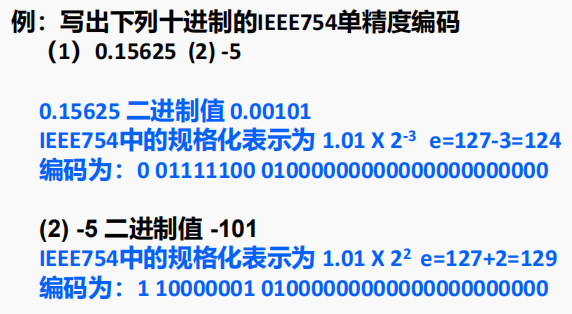 例：写出下列十进制的IEEE754单精度编码
（1）0.15625 (2) -5
0.15625 二进制值 0.00101
IEEE754中的规格化表示为 1.01 X 2⁻³ e=127-3=124
编码为：0 01111100 01000000000000000000000
(2) -5 二进制值 -101
IEEE754中的规格化表示为 1.01 X 2² e=127+2=129
编码为：1 10000001 01000000000000000000000